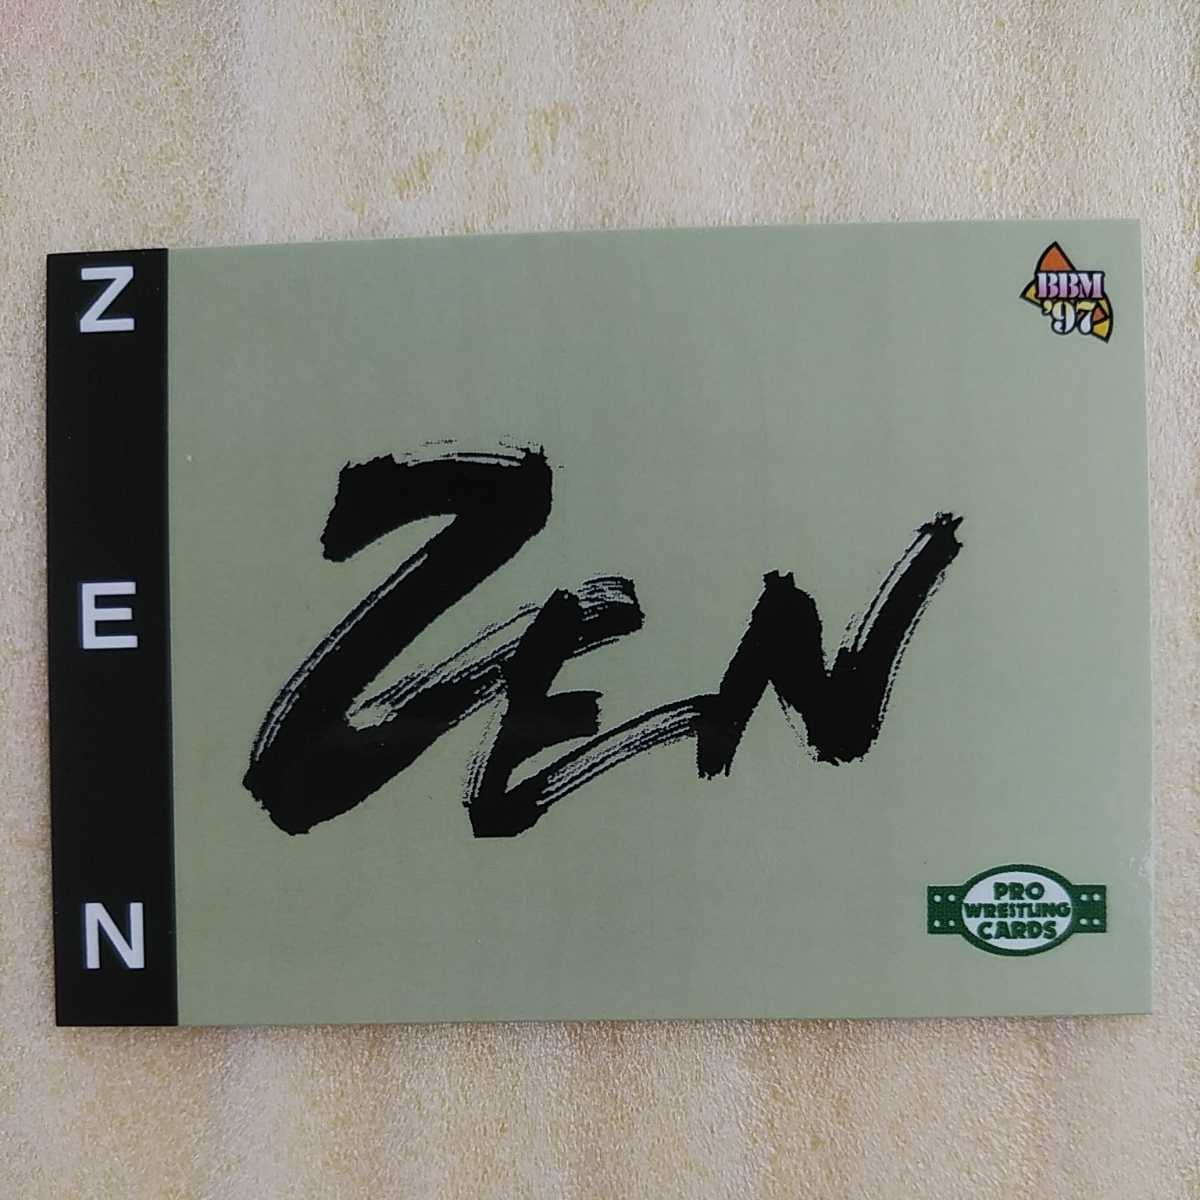 Z
E
N
BBM
'97
ZEN
PRO
WRESTLING
CARDS